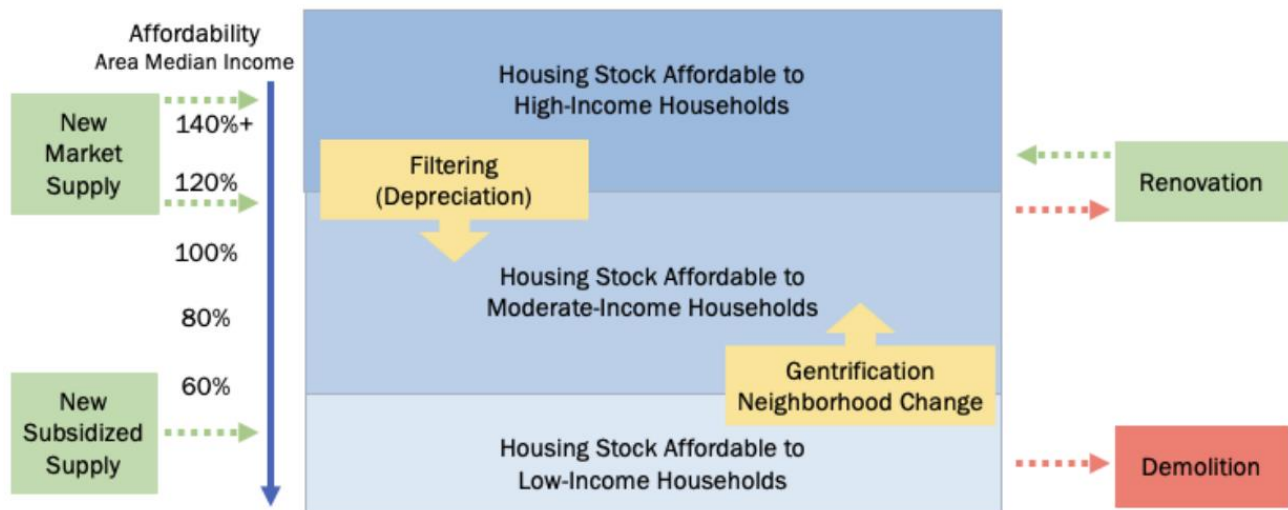 Affordability
Area Median Income
New
Market
Supply
140%+
120%
100%
80%
60%
New
Subsidized
Supply
Housing Stock Affordable to
High-Income Households
Filtering
(Depreciation)
Housing Stock Affordable to
Moderate-Income Households
Gentrification
Neighborhood Change
Housing Stock Affordable to
Low-Income Households
Renovation
Demolition